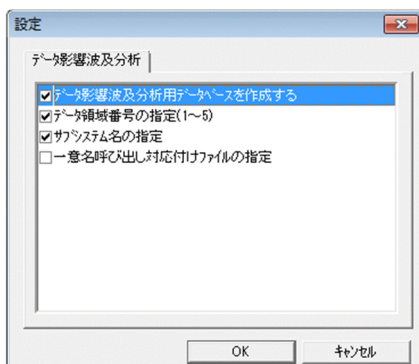 設定
データ影響波及分析
データ影響波及分析用データベースを作成する
データ領域番号の指定(1～5)
サブシステム名の指定
一意名呼び出し対応付けファイルの指定
OK
キャンセル